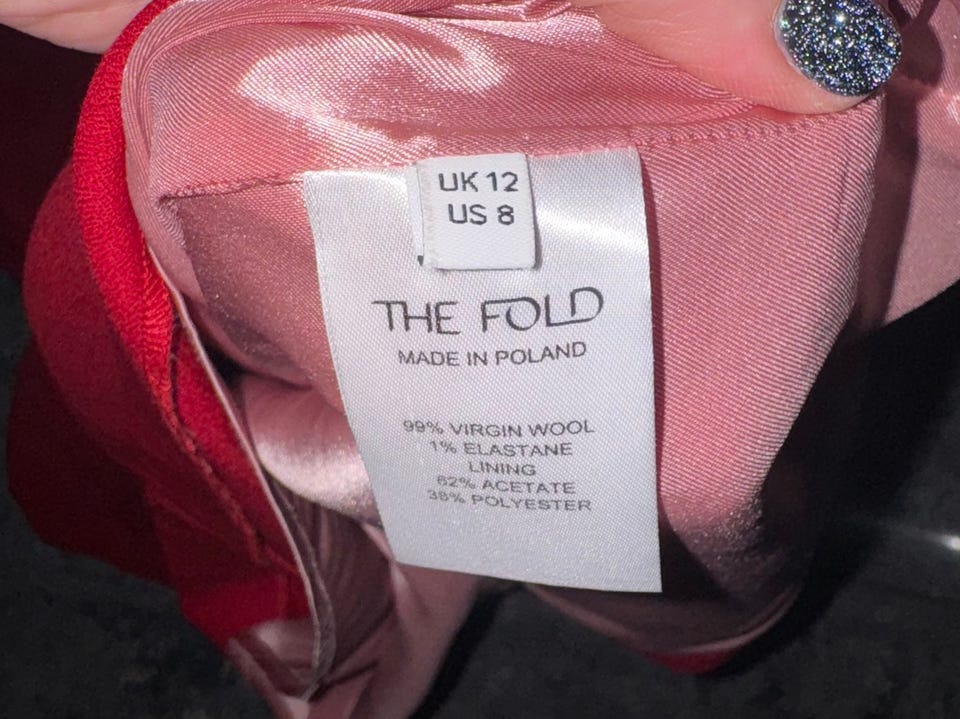 UK 12
US 8
THE FOLD
MADE IN POLAND
99% VIRGIN WOOL
1% ELASTANE
LINING
62% ACETATE
38% POLYESTER